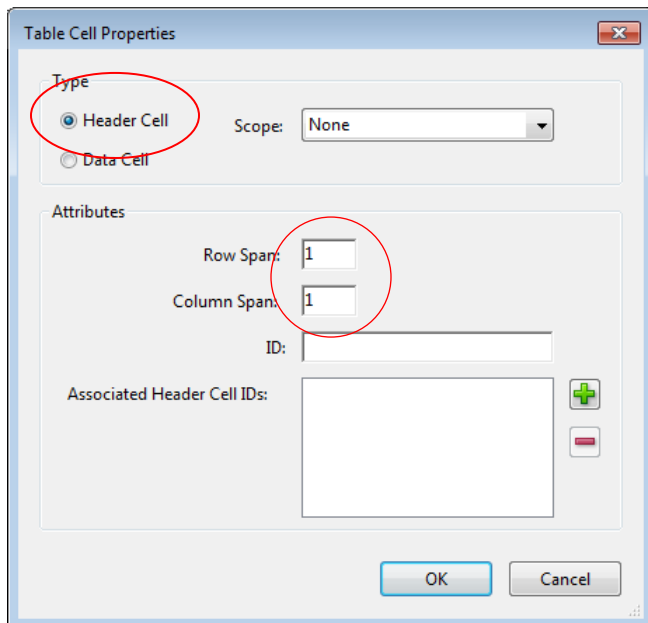 Table Cell Properties
Type
Header Cell
Scope: None
Data Cell
Attributes
Row Span: 1
Column Span: 1
ID:
Associated Header Cell IDs:
OK Cancel